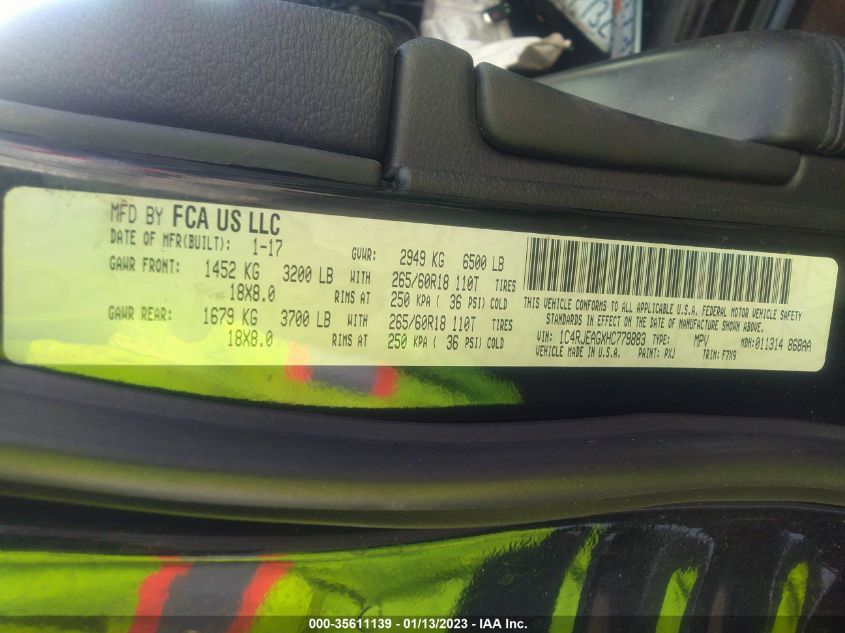 MFD BY FCA US LLC
DATE OF MFR(BUILT): 1-17 GVWR: 2949 KG 6500 LB
GAWR FRONT: 1452 KG 3200 LB WITH 265/60R18 110T TIRES
18X8.0 RIMS AT 250 KPA ( 36 PSI) COLD
GAWR REAR: 1679 KG 3700 LB WITH 265/60R18 110T TIRES
18X8.0 RIMS AT 250 KPA ( 36 PSI) COLD
THIS VEHICLE CONFORMS TO ALL APPLICABLE U.S.A. FEDERAL MOTOR VEHICLE SAFETY
STANDARDS IN EFFECT ON THE DATE OF MANUFACTURE SHOWN ABOVE.
VIN: 1C4RJEAGXHC779883 TYPE: MPV MDH: 011314 868AA
VEHICLE MADE IN U.S.A. PAINT: PXJ TRIM: F7X9
000-35611139 - 01/13/2023 - IAA Inc.